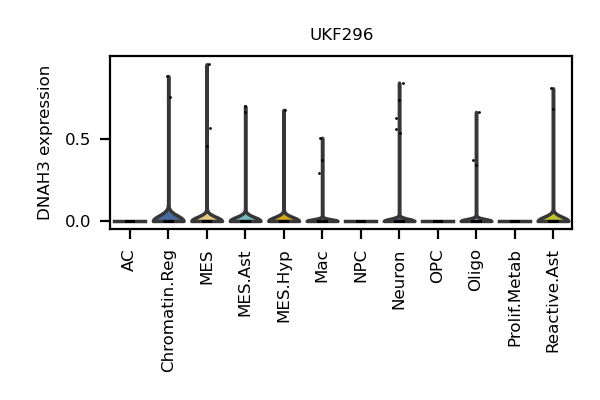 UKF296
DNAH3 expression
0.5
0.0
AC
Chromatin.Reg
MES
MES.Ast
MES.Hyp
Mac
NPC
Neuron
OPC
Oligo
Prolif.Metab
Reactive.Ast